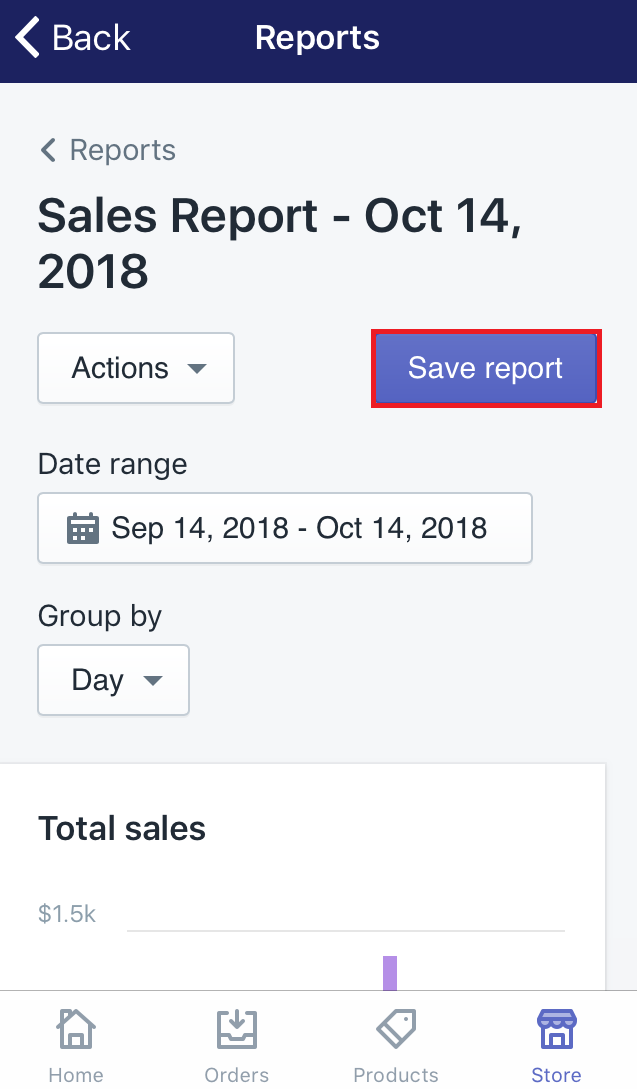 Back
Reports
Reports
Sales Report - Oct 14,
2018
Actions
Save report
Date range
Sep 14, 2018 - Oct 14, 2018
Group by
Day
Total sales
$1.5k
Home
Orders
Products
Store